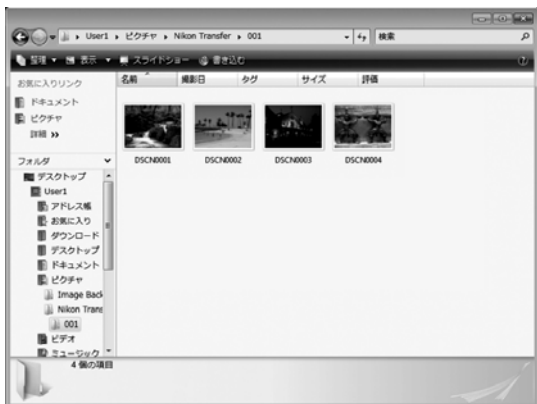 User1 ▸ ピクチャ ▸ Nikon Transfer ▸ 001
検索
整理 表示 スライドショー 書き込む
お気に入りリンク
ドキュメント
ピクチャ
詳細 »
フォルダ
デスクトップ
User1
アドレス帳
お気に入り
ダウンロード
デスクトップ
ドキュメント
ピクチャ
Image Back
Nikon Trans
001
ビデオ
ミュージック
名前 撮影日 タグ サイズ 評価
DSCN0001 DSCN0002 DSCN0003 DSCN0004
4 個の項目